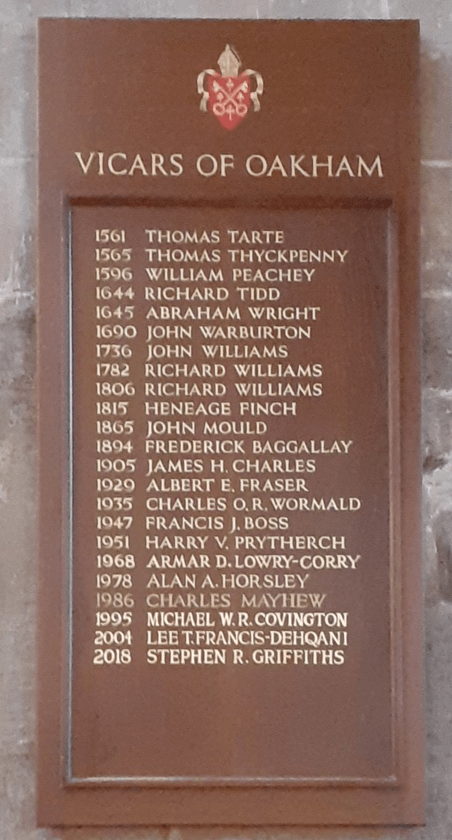 VICARS OF OAKHAM
1561 THOMAS TARTE
1565 THOMAS THYCKPENNY
1596 WILLIAM PEACHEY
1644 RICHARD TIDD
1645 ABRAHAM WRIGHT
1690 JOHN WARBURTON
1736 JOHN WILLIAMS
1782 RICHARD WILLIAMS
1806 RICHARD WILLIAMS
1815 HENEAGE FINCH
1865 JOHN MOULD
1894 FREDERICK BAGGALLAY
1905 JAMES H. CHARLES
1929 ALBERT E. FRASER
1935 CHARLES O. R. WORMALD
1947 FRANCIS J. BOSS
1951 HARRY V. PRYTHERCH
1968 ARMAR D. LOWRY-CORRY
1978 ALAN A. HORSLEY
1986 CHARLES MAYHEW
1995 MICHAEL W. R. COVINGTON
2004 LEE T. FRANCIS-DEHQANI
2018 STEPHEN R. GRIFFITHS